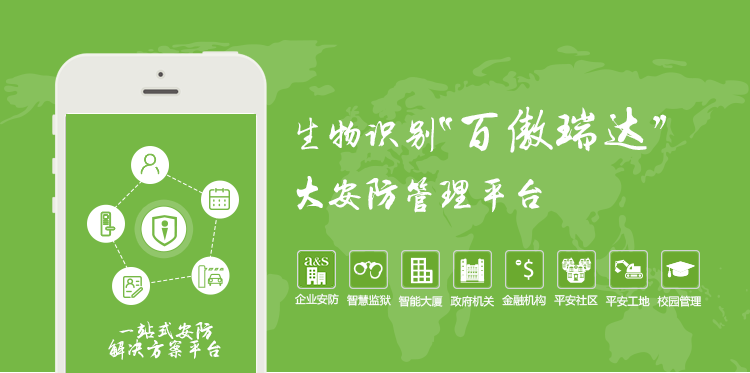 生物识别“百傲瑞达”
大安防管理平台
a&s
$
企业安防 智慧监狱 智能大厦 政府机关 金融机构 平安社区 平安工地 校园管理
一站式安防
解决方案平台